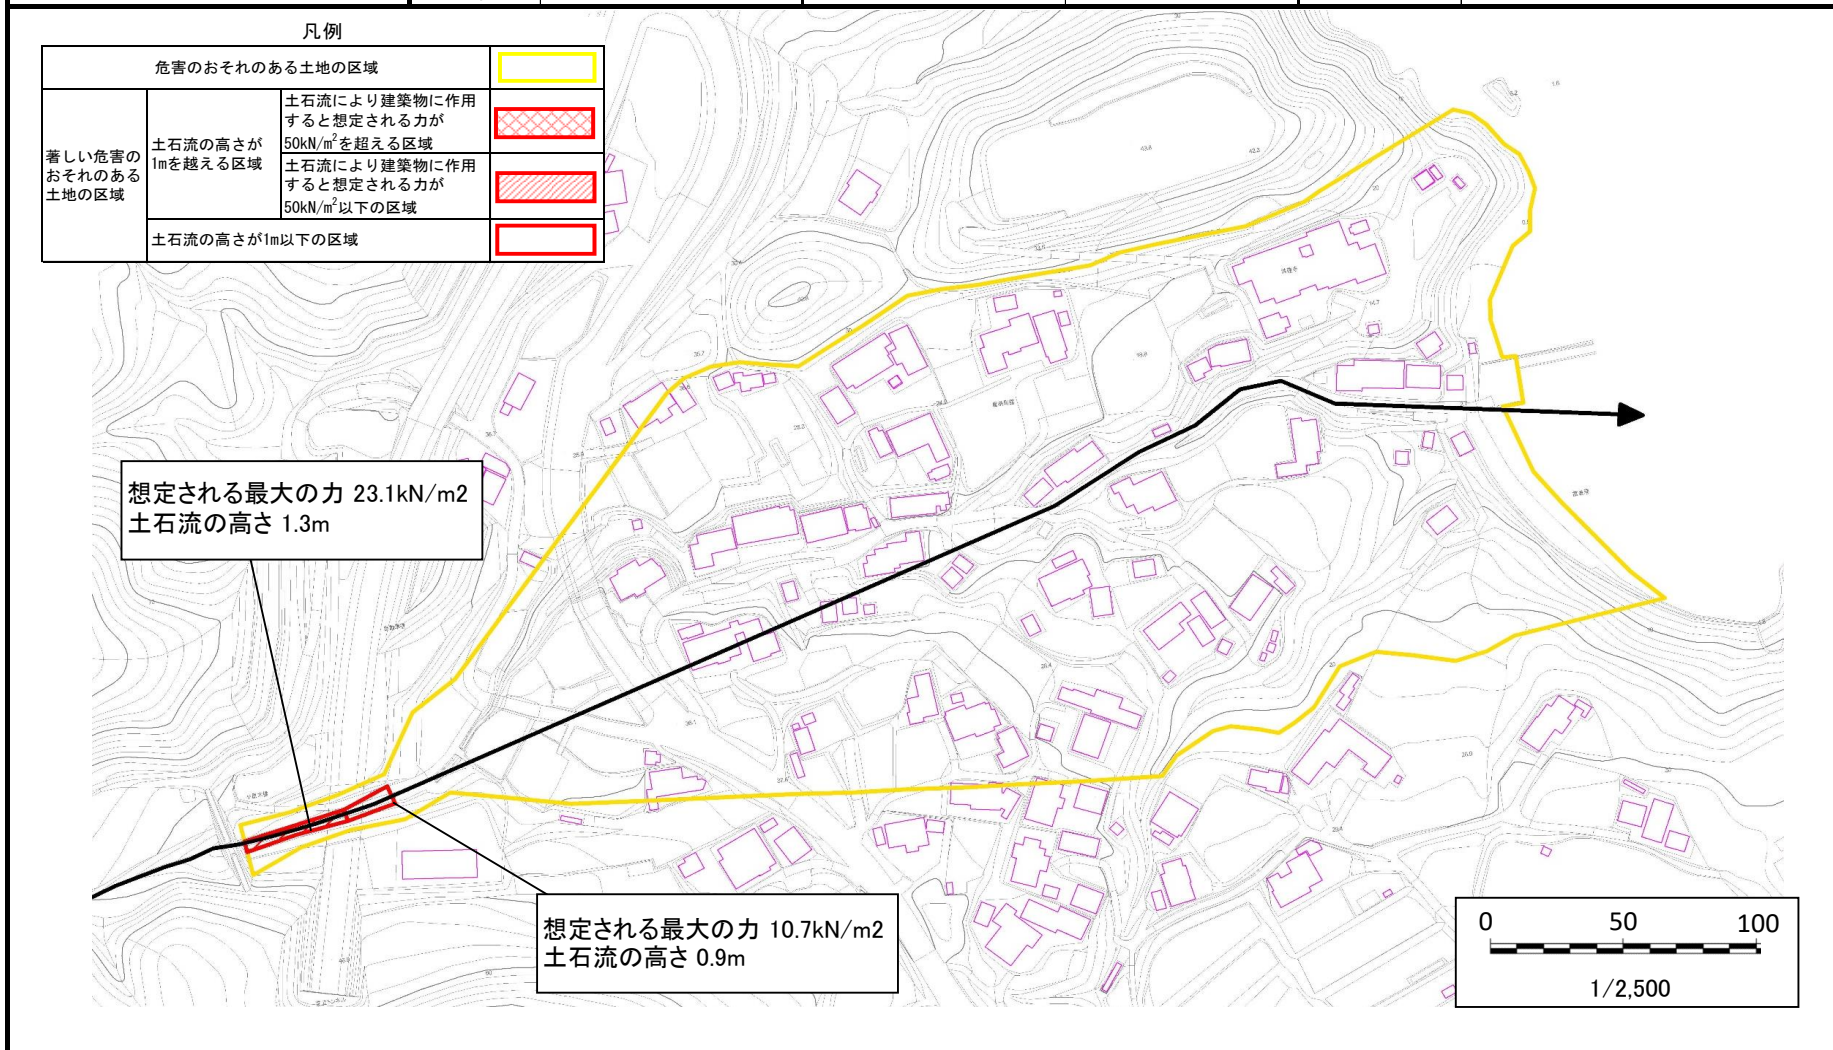 凡例
危害のおそれのある土地の区域
著しい危害の
おそれのある
土地の区域
土石流の高さが
1mを越える区域
土石流により建築物に作用
すると想定される力が
50kN/m²を超える区域
土石流により建築物に作用
すると想定される力が
50kN/m²以下の区域
土石流の高さが1m以下の区域
想定される最大の力 23.1kN/m2
土石流の高さ 1.3m
想定される最大の力 10.7kN/m2
土石流の高さ 0.9m
0 50 100
1/2,500